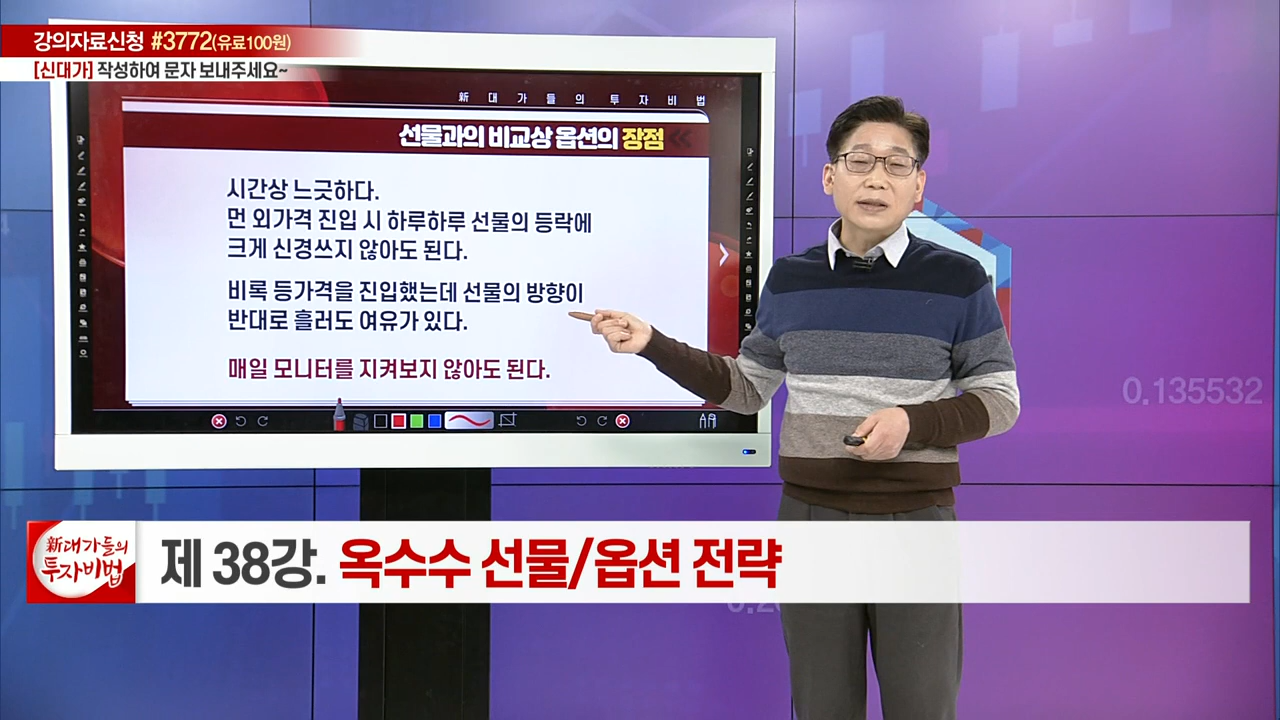 강의자료신청 #3772(유료100원)
[신대가] 작성하여 문자 보내주세요~
新 대 가 들 의 투 자 비 법
선물과의 비교상 옵션의 장점
시간상 느긋하다.
먼 외가격 진입 시 하루하루 선물의 등락에
크게 신경쓰지 않아도 된다.
비록 등가격을 진입했는데 선물의 방향이
반대로 흘러도 여유가 있다.
매일 모니터를 지켜보지 않아도 된다.
0.135532
新대가들의
투자비법
제 38강. 옥수수 선물/옵션 전략